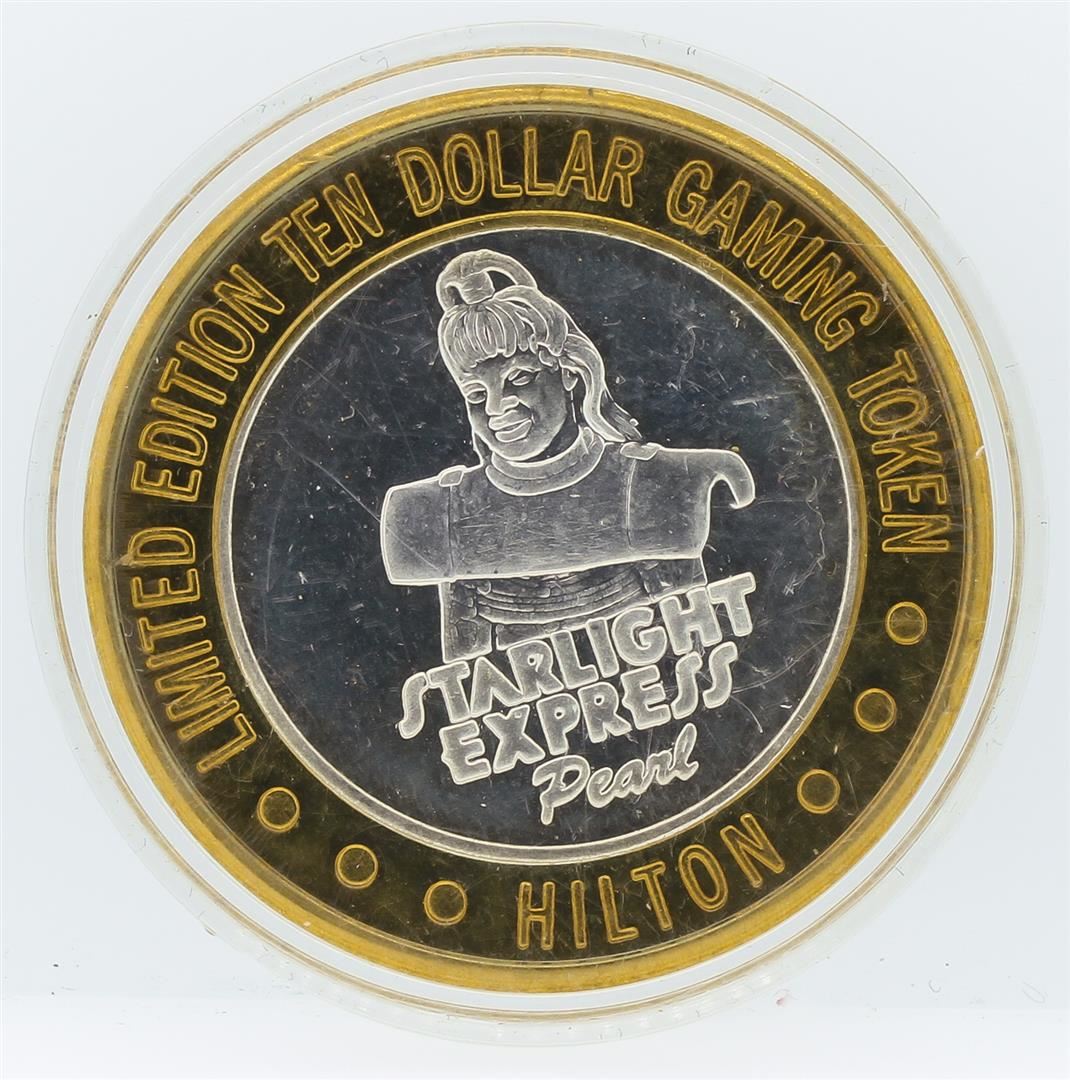 LIMITED EDITION TEN DOLLAR GAMING TOKEN
STARLIGHT
EXPRESS
Pearl
HILTON